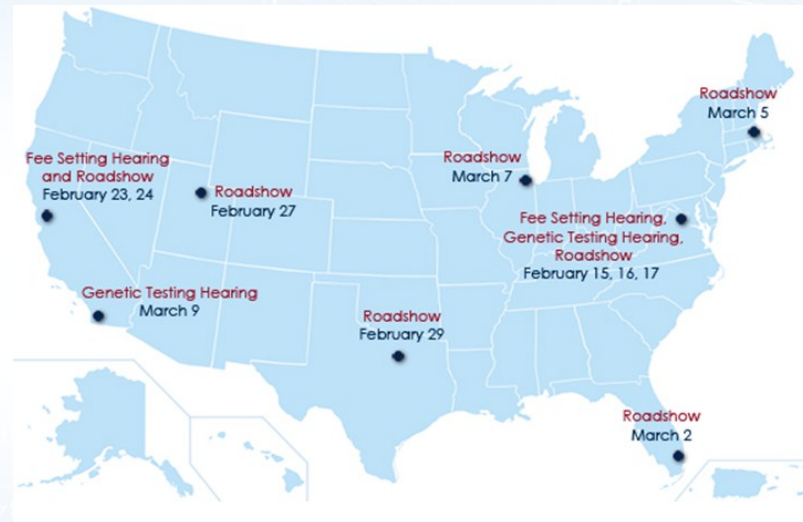 Roadshow
March 5
Fee Setting Hearing
and Roadshow
February 23, 24
Roadshow
March 7
Roadshow
February 27
Fee Setting Hearing,
Genetic Testing Hearing,
Roadshow
February 15, 16, 17
Genetic Testing Hearing
March 9
Roadshow
February 29
Roadshow
March 2